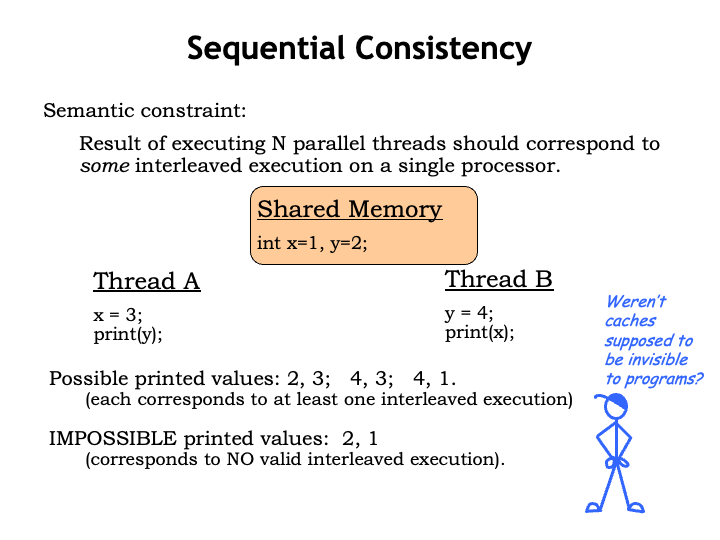 Sequential Consistency
Semantic constraint:
Result of executing N parallel threads should correspond to
some interleaved execution on a single processor.
Shared Memory
int x=1, y=2;
Thread A
x = 3;
print(y);
Thread B
y = 4;
print(x);
Weren't
caches
supposed to
be invisible
to programs?
Possible printed values: 2, 3;   4, 3;   4, 1.
(each corresponds to at least one interleaved execution)
IMPOSSIBLE printed values:  2, 1
(corresponds to NO valid interleaved execution).